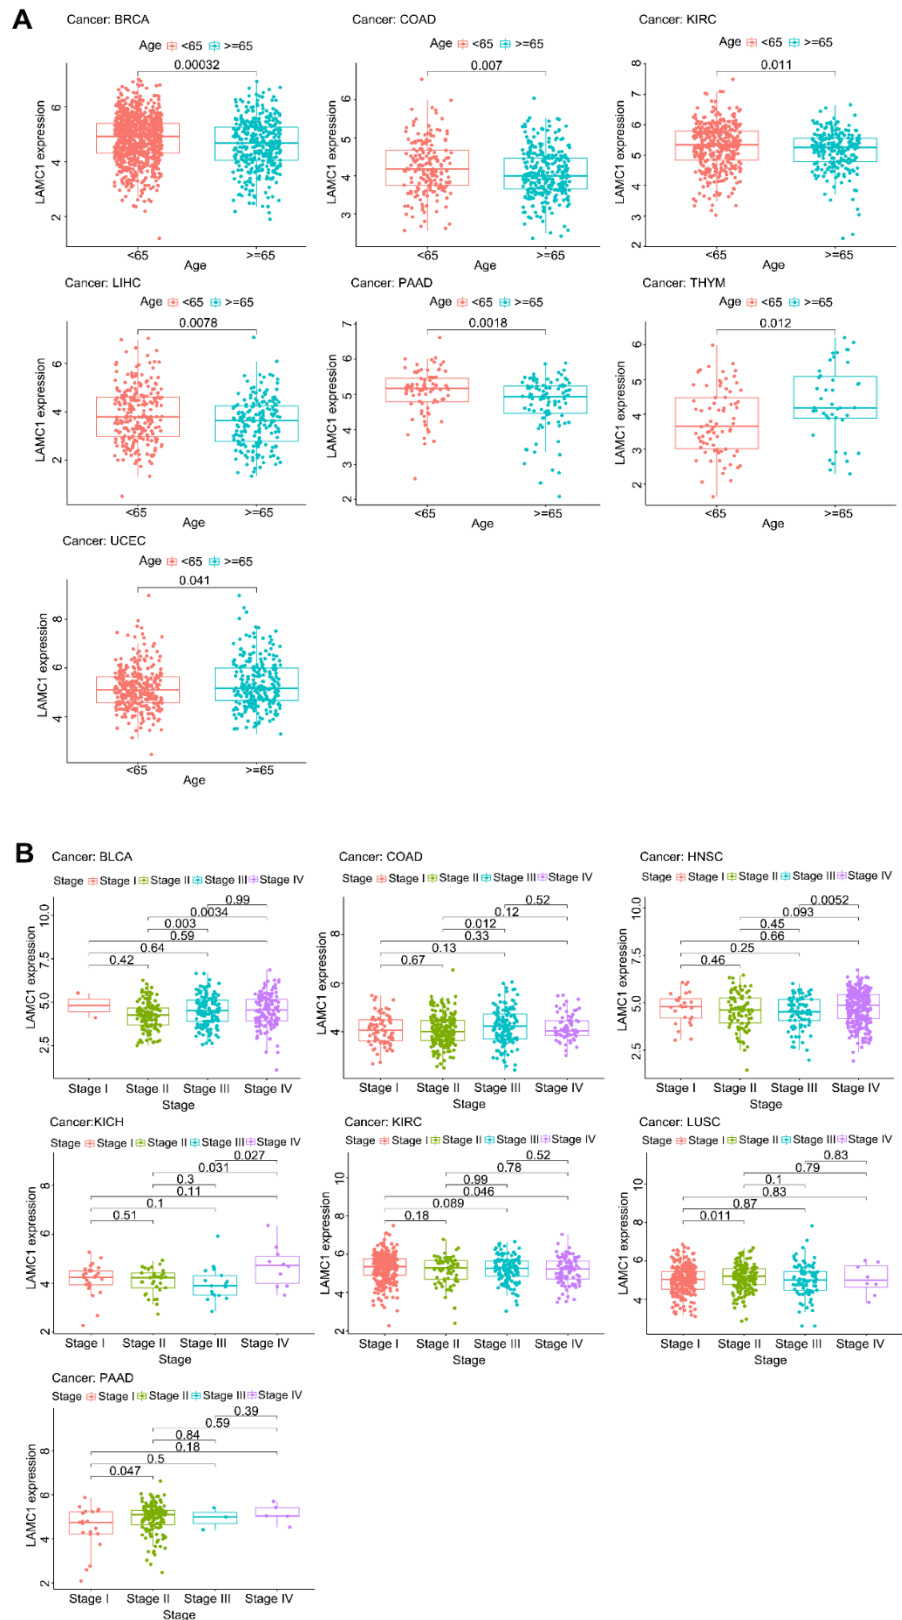 A
Cancer: BRCA
Age <65 >=65
0.00032
LAMC1 expression
6
4
2
<65 >=65
Age
Cancer: COAD
Age <65 >=65
0.007
LAMC1 expression
6
5
4
3
<65 >=65
Age
Cancer: KIRC
Age <65 >=65
0.011
LAMC1 expression
8
7
6
5
4
3
2
<65 >=65
Age
Cancer: LIHC
Age <65 >=65
0.0078
LAMC1 expression
6
4
2
<65 >=65
Age
Cancer: PAAD
Age <65 >=65
0.0018
LAMC1 expression
7
6
5
4
3
2
<65 >=65
Age
Cancer: THYM
Age <65 >=65
0.012
LAMC1 expression
6
5
4
3
2
<65 >=65
Age
Cancer: UCEC
Age <65 >=65
0.041
LAMC1 expression
8
6
4
<65 >=65
Age
B
Cancer: BLCA
Stage Stage I Stage II Stage III Stage IV
0.99
0.0034
0.003
0.59
0.64
0.42
LAMC1 expression
10.0
7.5
5.0
2.5
Stage I Stage II Stage III Stage IV
Stage
Cancer: COAD
Stage Stage I Stage II Stage III Stage IV
0.52
0.12
0.012
0.33
0.13
0.67
LAMC1 expression
8
6
4
Stage I Stage II Stage III Stage IV
Stage
Cancer: HNSC
Stage Stage I Stage II Stage III Stage IV
0.0052
0.093
0.45
0.66
0.25
0.46
LAMC1 expression
10.0
7.5
5.0
2.5
Stage I Stage II Stage III Stage IV
Stage
Cancer:KICH
Stage Stage I Stage II Stage III Stage IV
0.027
0.031
0.3
0.11
0.1
0.51
LAMC1 expression
8
6
4
2
Stage I Stage II Stage III Stage IV
Stage
Cancer: KIRC
Stage Stage I Stage II Stage III Stage IV
0.52
0.78
0.99
0.046
0.089
0.18
LAMC1 expression
10
8
6
4
2
Stage I Stage II Stage III Stage IV
Stage
Cancer: LUSC
Stage Stage I Stage II Stage III Stage IV
0.83
0.79
0.1
0.83
0.87
0.011
LAMC1 expression
10
8
6
4
Stage I Stage II Stage III Stage IV
Stage
Cancer: PAAD
Stage Stage I Stage II Stage III Stage IV
0.39
0.59
0.84
0.18
0.5
0.047
LAMC1 expression
8
6
4
2
Stage I Stage II Stage III Stage IV
Stage